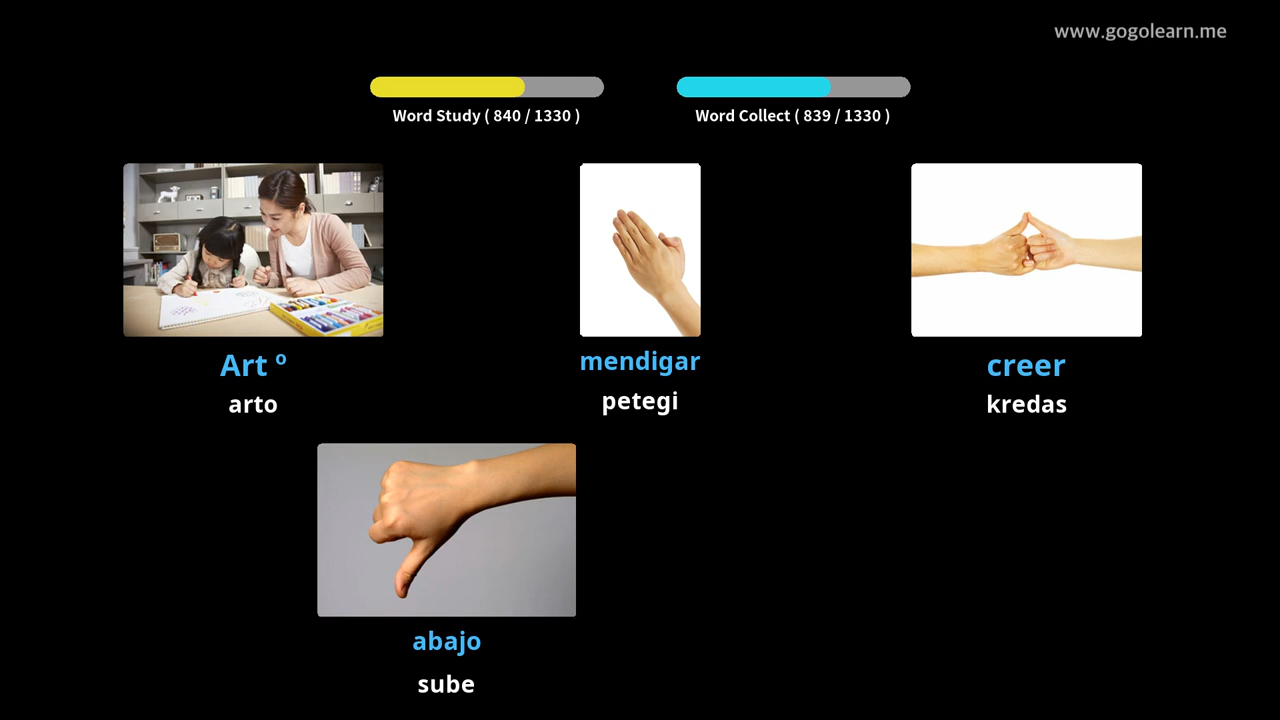 www.gogolearn.me
Word Study ( 840 / 1330 )
Word Collect ( 839 / 1330 )
Art º
arto
mendigar
petegi
creer
kredas
abajo
sube